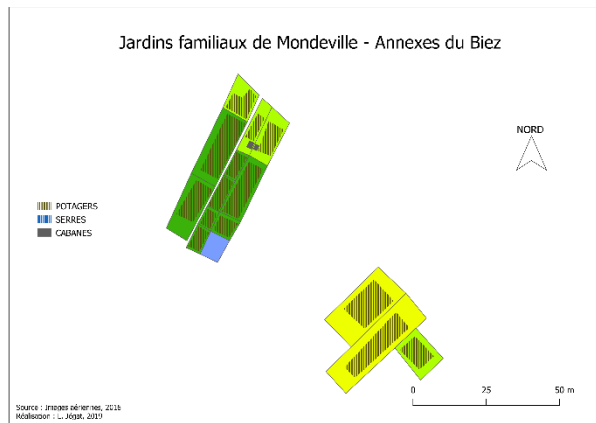 Jardins familiaux de Mondeville - Annexes du Biez
NORD
POTAGERS
SERRES
CABANES
0 25 50 m
Source : Images aériennes, 2016
Réalisation : L. Jégat, 2019